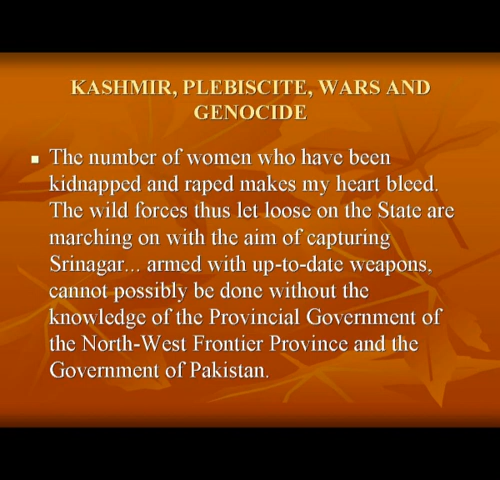 KASHMIR, PLEBISCITE, WARS AND
GENOCIDE
The number of women who have been
kidnapped and raped makes my heart bleed.
The wild forces thus let loose on the State are
marching on with the aim of capturing
Srinagar... armed with up-to-date weapons,
cannot possibly be done without the
knowledge of the Provincial Government of
the North-West Frontier Province and the
Government of Pakistan.